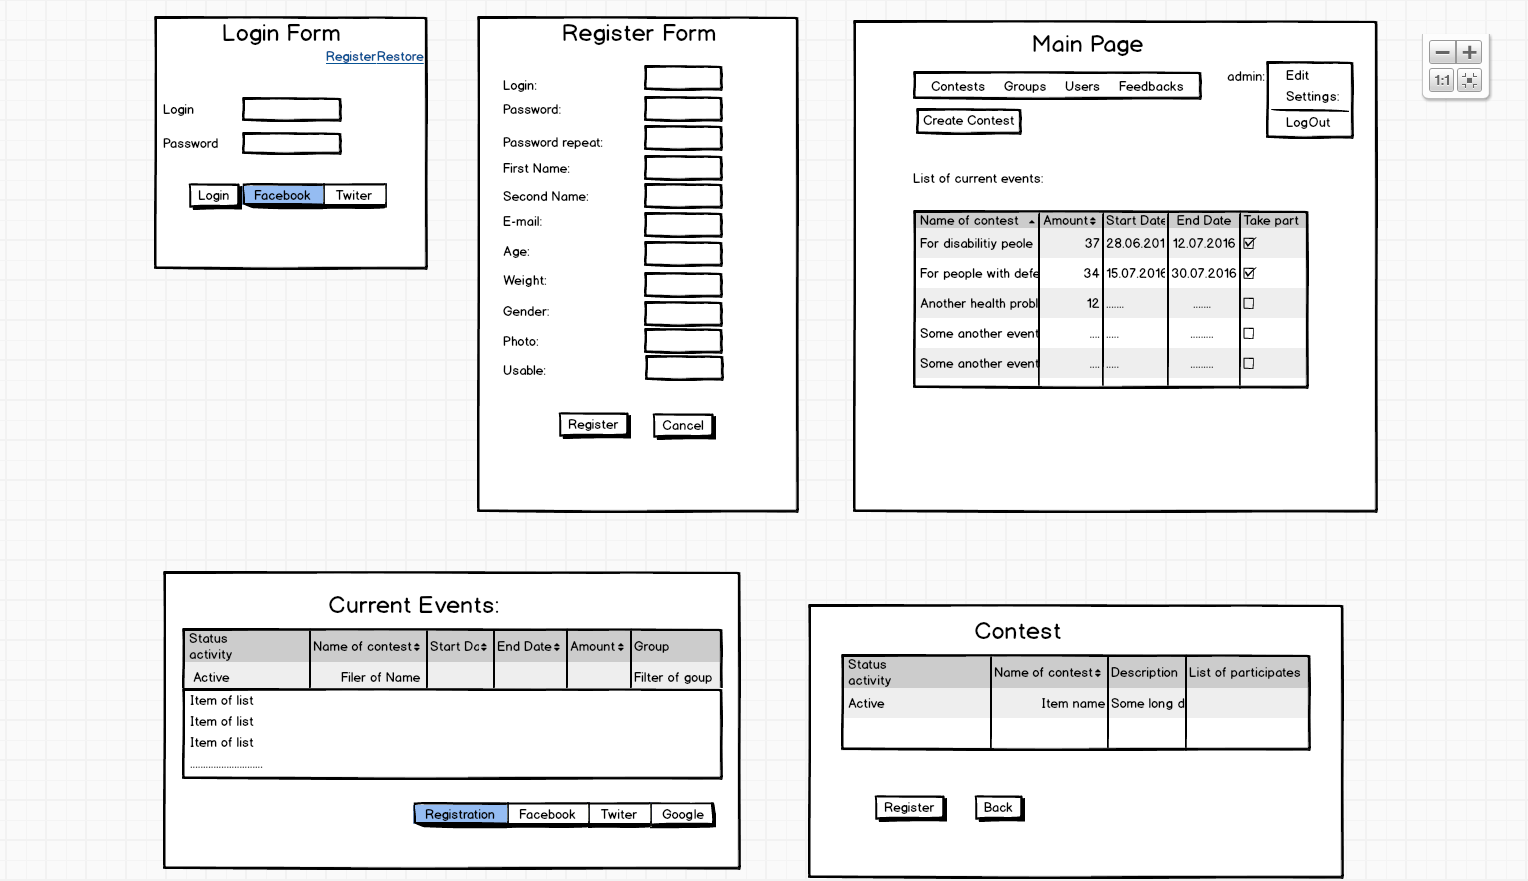 Login Form
RegisterRestore
Login
Password
Login Facebook Twiter
Register Form
Login:
Password:
Password repeat:
First Name:
Second Name:
E-mail:
Age:
Weight:
Gender:
Photo:
Usable:
Register Cancel
Main Page
Contests Groups Users Feedbacks
admin:
Edit
Settings:
LogOut
Create Contest
List of current events:
Name of contest Amount Start Date End Date Take part
For disabilitiy peole 37 28.06.201 12.07.2016
For people with defe 34 15.07.2016 30.07.2016
Another health probl 12 ....... .......
Some another event .... ..... .........
Some another event .... ..... .........
1:1
Current Events:
Status
activity Name of contest Start Da End Date Amount Group
Active Filer of Name Filter of goup
Item of list
Item of list
Item of list
............................
Registration Facebook Twiter Google
Contest
Status
activity Name of contest Description List of participates
Active Item name Some long d
Register Back